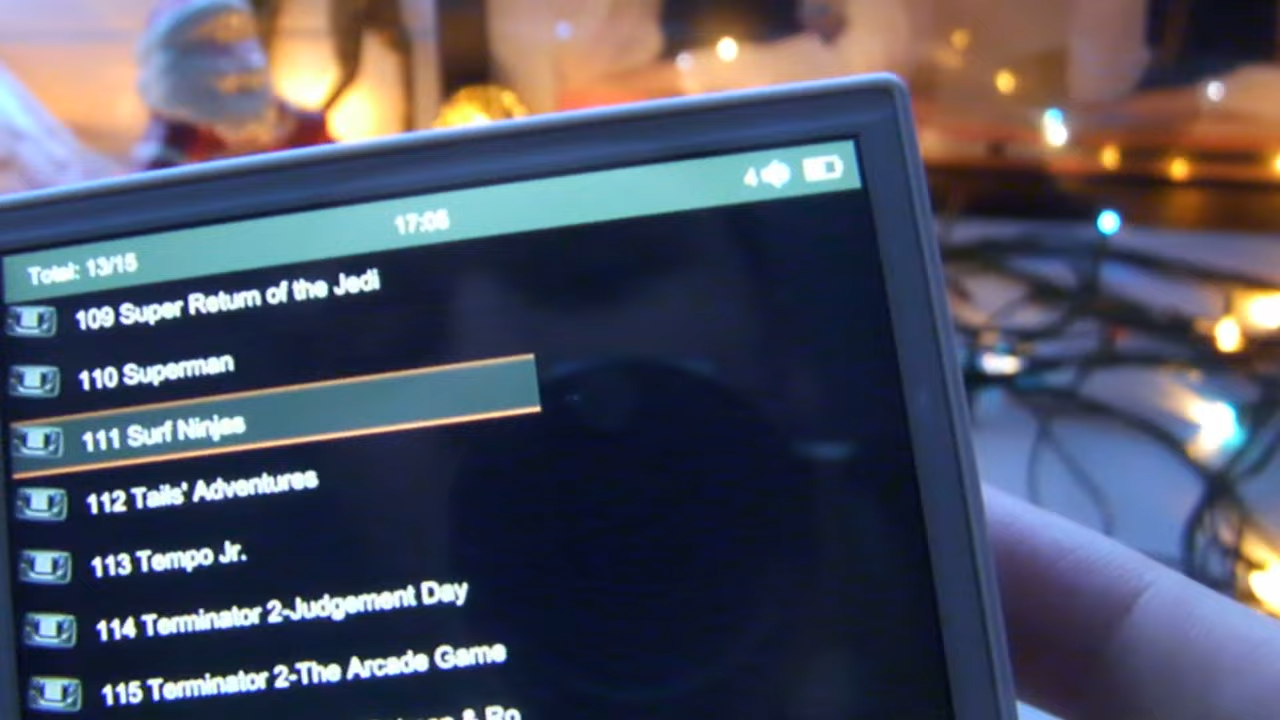 4
17:06
Total: 13/15
109 Super Return of the Jedi
110 Superman
111 Surf Ninjas
112 Tails' Adventures
113 Tempo Jr.
114 Terminator 2-Judgement Day
115 Terminator 2-The Arcade Game
& Ro